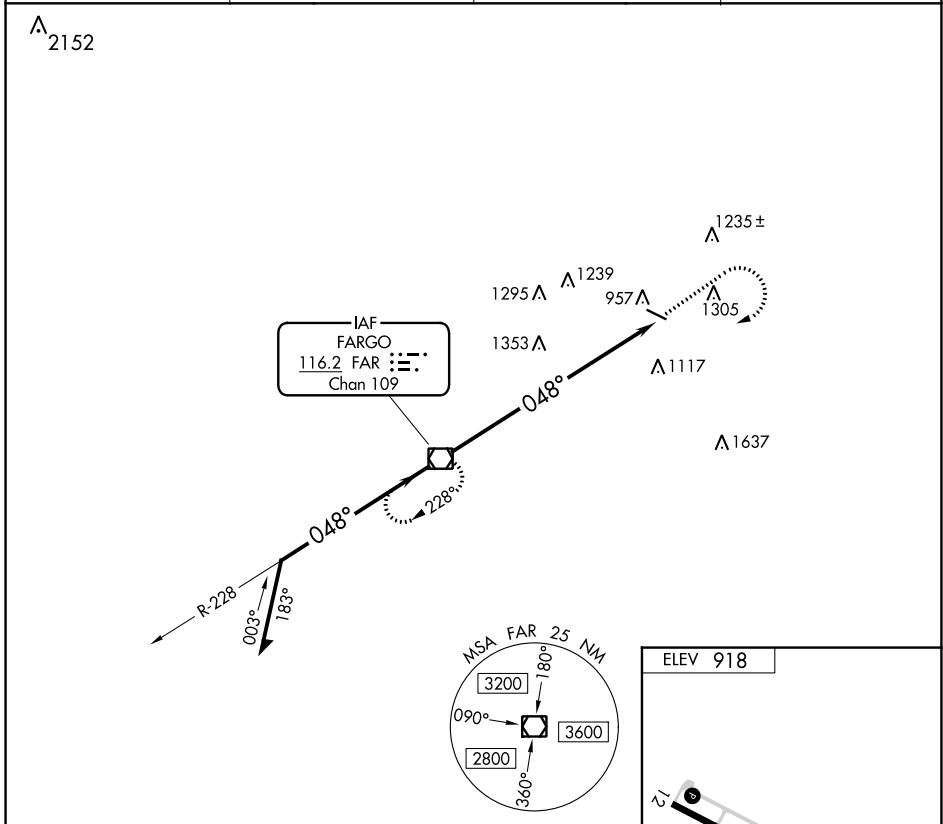 2152
1235 ±
1239
1295
957
1305
IAF
FARGO
116.2 FAR
Chan 109
1353
1117
048°
1637
228°
048°
R-228
003°
183°
MSA FAR 25 NM
180°
3200
090°
3600
2800
360°
ELEV 918
12
P